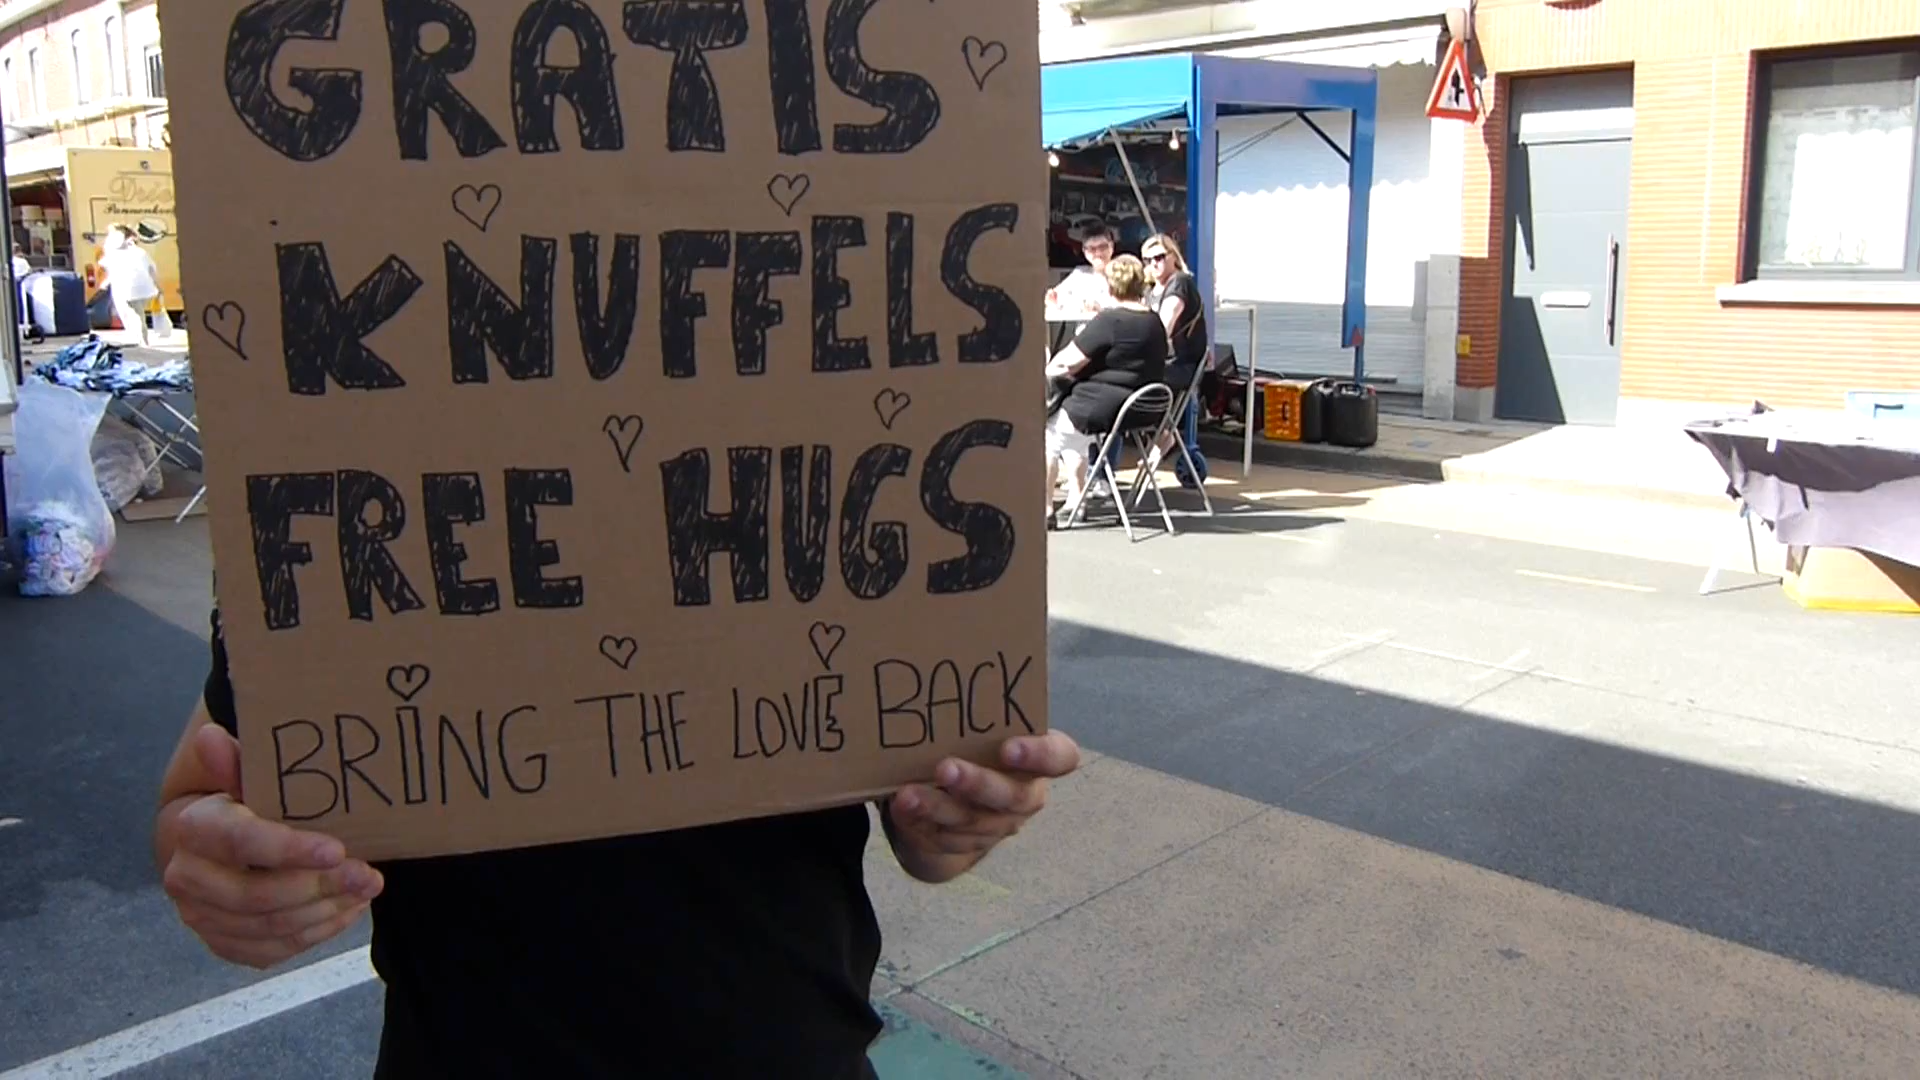 GRATIS
KNUFFELS
FREE HUGS
BRING THE LOVE BACK